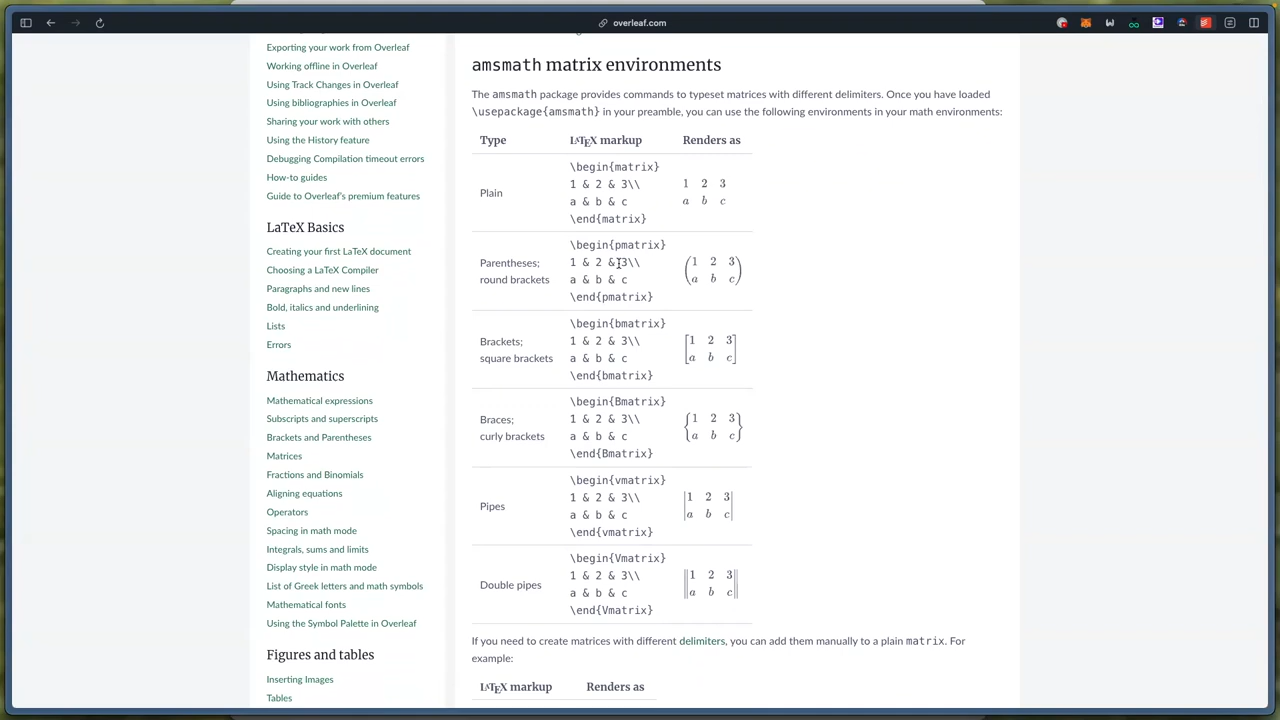 overleaf.com
Exporting your work from Overleaf
Working offline in Overleaf
Using Track Changes in Overleaf
Using bibliographies in Overleaf
Sharing your work with others
Using the History feature
Debugging Compilation timeout errors
How-to guides
Guide to Overleaf's premium features
LaTeX Basics
Creating your first LaTeX document
Choosing a LaTeX Compiler
Paragraphs and new lines
Bold, italics and underlining
Lists
Errors
Mathematics
Mathematical expressions
Subscripts and superscripts
Brackets and Parentheses
Matrices
Fractions and Binomials
Aligning equations
Operators
Spacing in math mode
Integrals, sums and limits
Display style in math mode
List of Greek letters and math symbols
Mathematical fonts
Using the Symbol Palette in Overleaf
Figures and tables
Inserting Images
Tables
amsmath matrix environments
The amsmath package provides commands to typeset matrices with different delimiters. Once you have loaded
\usepackage{amsmath} in your preamble, you can use the following environments in your math environments:
Type LATEX markup Renders as
Plain
\begin{matrix}
1 & 2 & 3\\
a & b & c
\end{matrix}
1 2 3
a b c
Parentheses;
round brackets
\begin{pmatrix}
1 & 2 & 3\\
a & b & c
\end{pmatrix}
1 2 3
a b c
Brackets;
square brackets
\begin{bmatrix}
1 & 2 & 3\\
a & b & c
\end{bmatrix}
1 2 3
a b c
Braces;
curly brackets
\begin{Bmatrix}
1 & 2 & 3\\
a & b & c
\end{Bmatrix}
1 2 3
a b c
Pipes
\begin{vmatrix}
1 & 2 & 3\\
a & b & c
\end{vmatrix}
1 2 3
a b c
Double pipes
\begin{Vmatrix}
1 & 2 & 3\\
a & b & c
\end{Vmatrix}
1 2 3
a b c
If you need to create matrices with different delimiters, you can add them manually to a plain matrix. For
example:
LATEX markup Renders as